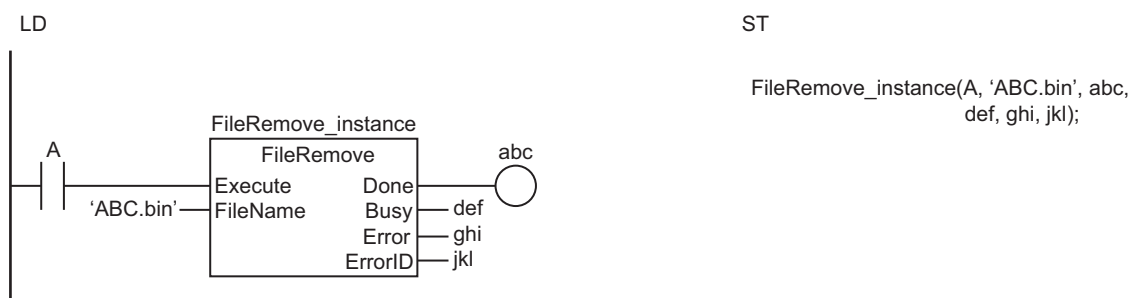 LD
ST
FileRemove_instance(A, ‘ABC.bin’, abc,
def, ghi, jkl);
FileRemove_instance
A
FileRemove
abc
Execute
Done
‘ABC.bin’
FileName
Busy
def
Error
ghi
ErrorID
jkl